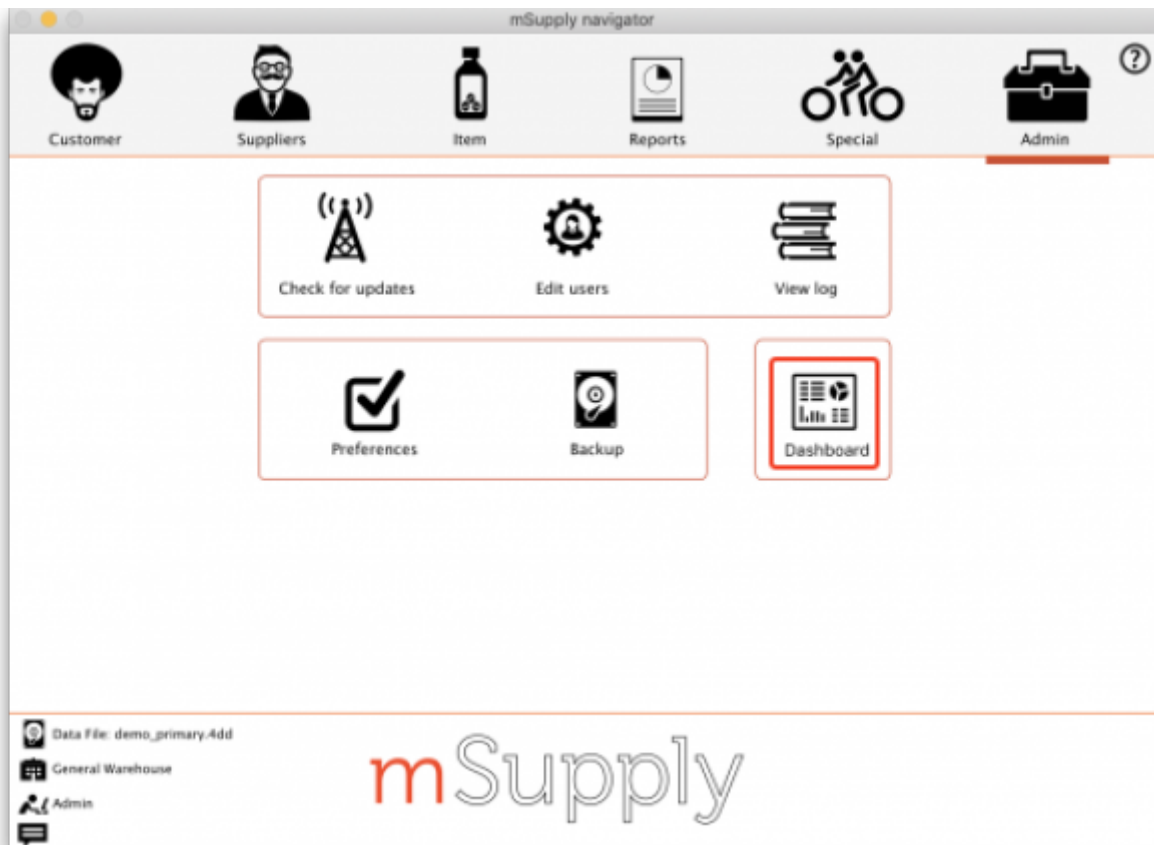 mSupply navigator
?
Customer
Suppliers
Item
Reports
Special
Admin
Check for updates
Edit users
View log
Preferences
Backup
Dashboard
Data File: demo_primary.4dd
General Warehouse
Admin
mSupply